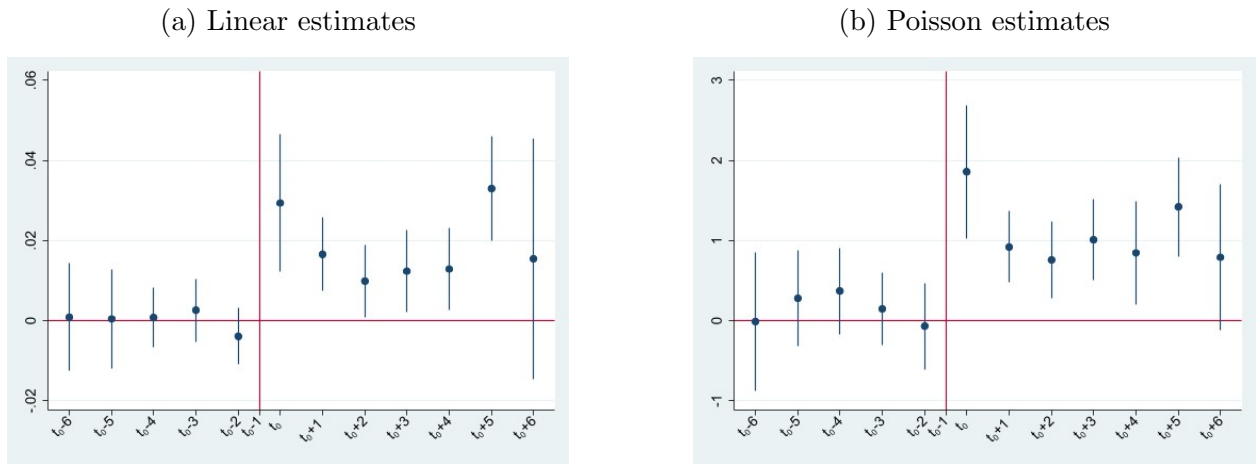 (a) Linear estimates
.06
.04
.02
0
-.02
t₀-6 t₀-5 t₀-4 t₀-3 t₀-2 t₀-1 t₀ t₀+1 t₀+2 t₀+3 t₀+4 t₀+5 t₀+6
(b) Poisson estimates
3
2
1
0
-1
t₀-6 t₀-5 t₀-4 t₀-3 t₀-2 t₀-1 t₀ t₀+1 t₀+2 t₀+3 t₀+4 t₀+5 t₀+6